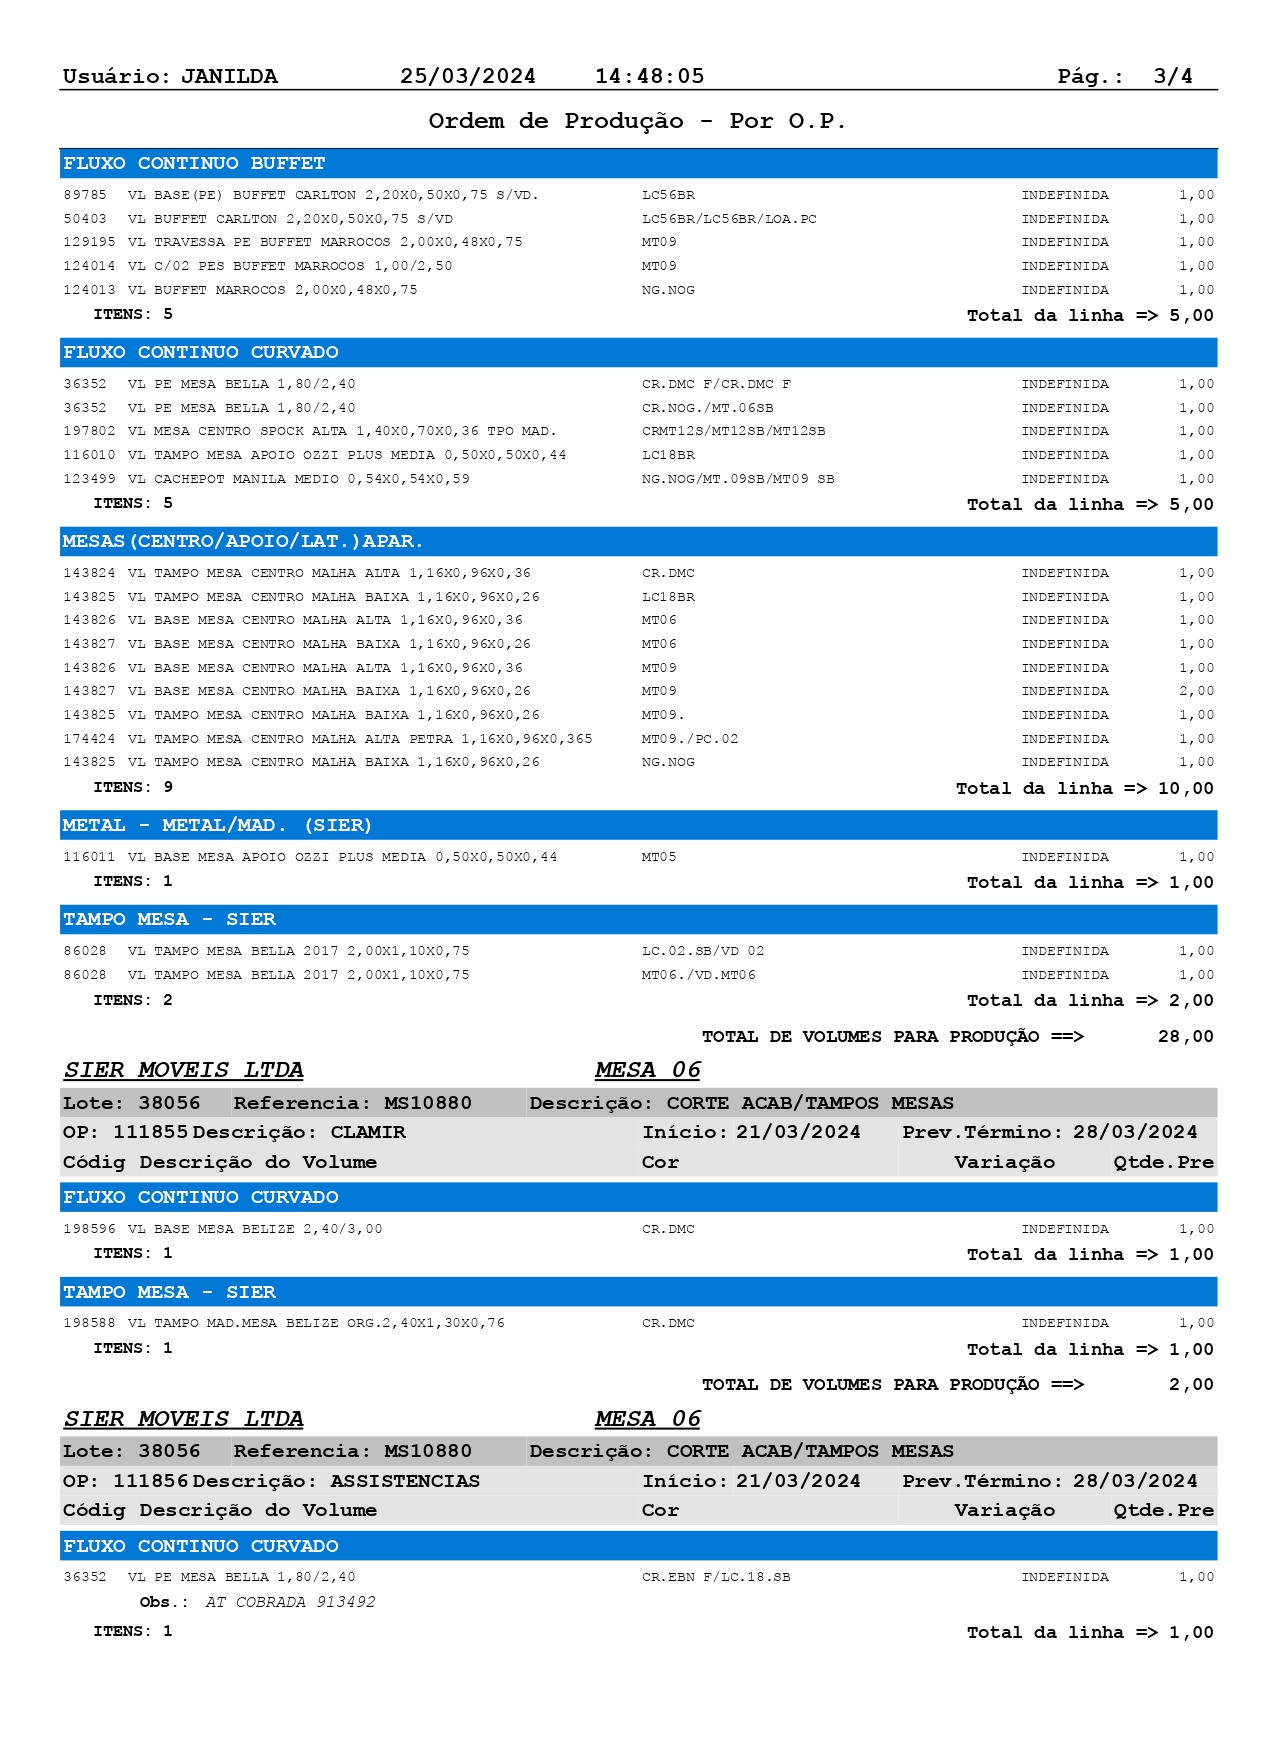 Usuário: JANILDA 25/03/2024 14:48:05 Pág.: 3/4
Ordem de Produção - Por O.P.
FLUXO CONTINUO BUFFET
89785 VL BASE(PE) BUFFET CARLTON 2,20X0,50X0,75 S/VD. LC56BR INDEFINIDA 1,00
50403 VL BUFFET CARLTON 2,20X0,50X0,75 S/VD LC56BR/LC56BR/LOA.PC INDEFINIDA 1,00
129195 VL TRAVESSA PE BUFFET MARROCOS 2,00X0,48X0,75 MT09 INDEFINIDA 1,00
124014 VL C/02 PES BUFFET MARROCOS 1,00/2,50 MT09 INDEFINIDA 1,00
124013 VL BUFFET MARROCOS 2,00X0,48X0,75 NG.NOG INDEFINIDA 1,00
ITENS: 5 Total da linha => 5,00
FLUXO CONTINUO CURVADO
36352 VL PE MESA BELLA 1,80/2,40 CR.DMC F/CR.DMC F INDEFINIDA 1,00
36352 VL PE MESA BELLA 1,80/2,40 CR.NOG./MT.06SB INDEFINIDA 1,00
197802 VL MESA CENTRO SPOCK ALTA 1,40X0,70X0,36 TPO MAD. CRMT12S/MT12SB/MT12SB INDEFINIDA 1,00
116010 VL TAMPO MESA APOIO OZZI PLUS MEDIA 0,50X0,50X0,44 LC18BR INDEFINIDA 1,00
123499 VL CACHEPOT MANILA MEDIO 0,54X0,54X0,59 NG.NOG/MT.09SB/MT09 SB INDEFINIDA 1,00
ITENS: 5 Total da linha => 5,00
MESAS(CENTRO/APOIO/LAT.)APAR.
143824 VL TAMPO MESA CENTRO MALHA ALTA 1,16X0,96X0,36 CR.DMC INDEFINIDA 1,00
143825 VL TAMPO MESA CENTRO MALHA BAIXA 1,16X0,96X0,26 LC18BR INDEFINIDA 1,00
143826 VL BASE MESA CENTRO MALHA ALTA 1,16X0,96X0,36 MT06 INDEFINIDA 1,00
143827 VL BASE MESA CENTRO MALHA BAIXA 1,16X0,96X0,26 MT06 INDEFINIDA 1,00
143826 VL BASE MESA CENTRO MALHA ALTA 1,16X0,96X0,36 MT09 INDEFINIDA 1,00
143827 VL BASE MESA CENTRO MALHA BAIXA 1,16X0,96X0,26 MT09 INDEFINIDA 2,00
143825 VL TAMPO MESA CENTRO MALHA BAIXA 1,16X0,96X0,26 MT09. INDEFINIDA 1,00
174424 VL TAMPO MESA CENTRO MALHA ALTA PETRA 1,16X0,96X0,365 MT09./PC.02 INDEFINIDA 1,00
143825 VL TAMPO MESA CENTRO MALHA BAIXA 1,16X0,96X0,26 NG.NOG INDEFINIDA 1,00
ITENS: 9 Total da linha => 10,00
METAL - METAL/MAD. (SIER)
116011 VL BASE MESA APOIO OZZI PLUS MEDIA 0,50X0,50X0,44 MT05 INDEFINIDA 1,00
ITENS: 1 Total da linha => 1,00
TAMPO MESA - SIER
86028 VL TAMPO MESA BELLA 2017 2,00X1,10X0,75 LC.02.SB/VD 02 INDEFINIDA 1,00
86028 VL TAMPO MESA BELLA 2017 2,00X1,10X0,75 MT06./VD.MT06 INDEFINIDA 1,00
ITENS: 2 Total da linha => 2,00
TOTAL DE VOLUMES PARA PRODUÇÃO ==> 28,00
SIER MOVEIS LTDA MESA 06
Lote: 38056 Referencia: MS10880 Descrição: CORTE ACAB/TAMPOS MESAS
OP: 111855 Descrição: CLAMIR Início: 21/03/2024 Prev.Término: 28/03/2024
Códig Descrição do Volume Cor Variação Qtde.Pre
FLUXO CONTINUO CURVADO
198596 VL BASE MESA BELIZE 2,40/3,00 CR.DMC INDEFINIDA 1,00
ITENS: 1 Total da linha => 1,00
TAMPO MESA - SIER
198588 VL TAMPO MAD.MESA BELIZE ORG.2,40X1,30X0,76 CR.DMC INDEFINIDA 1,00
ITENS: 1 Total da linha => 1,00
TOTAL DE VOLUMES PARA PRODUÇÃO ==> 2,00
SIER MOVEIS LTDA MESA 06
Lote: 38056 Referencia: MS10880 Descrição: CORTE ACAB/TAMPOS MESAS
OP: 111856 Descrição: ASSISTENCIAS Início: 21/03/2024 Prev.Término: 28/03/2024
Códig Descrição do Volume Cor Variação Qtde.Pre
FLUXO CONTINUO CURVADO
36352 VL PE MESA BELLA 1,80/2,40 CR.EBN F/LC.18.SB INDEFINIDA 1,00
Obs.: AT COBRADA 913492
ITENS: 1 Total da linha => 1,00